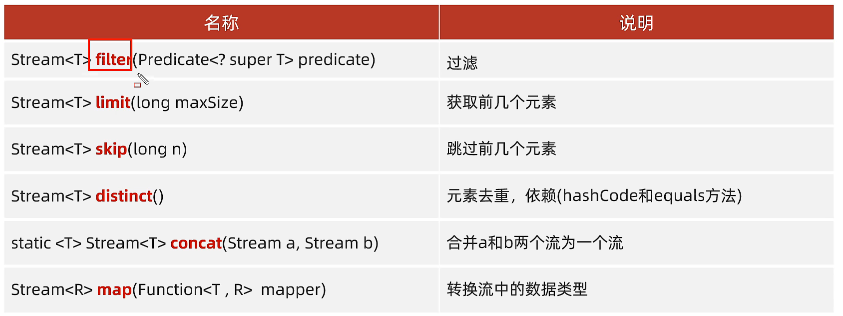 名称 说明
Stream<T> filter(Predicate<? super T> predicate) 过滤
Stream<T> limit(long maxSize) 获取前几个元素
Stream<T> skip(long n) 跳过前几个元素
Stream<T> distinct() 元素去重，依赖(hashCode和equals方法)
static <T> Stream<T> concat(Stream a, Stream b) 合并a和b两个流为一个流
Stream<R> map(Function<T , R> mapper) 转换流中的数据类型